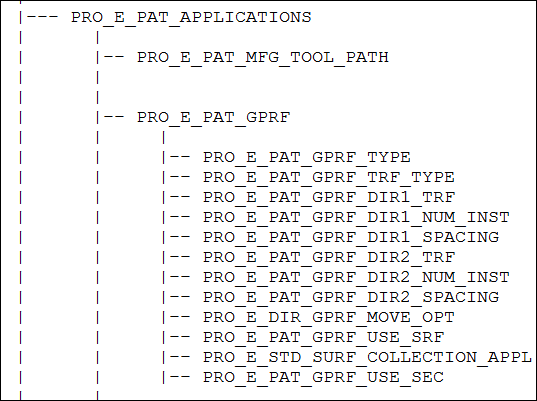 |--- PRO_E_PAT_APPLICATIONS
| |
| |-- PRO_E_PAT_MFG_TOOL_PATH
| |
| |
| |-- PRO_E_PAT_GPRF
| | |
| | |-- PRO_E_PAT_GPRF_TYPE
| | |-- PRO_E_PAT_GPRF_TRF_TYPE
| | |-- PRO_E_PAT_GPRF_DIR1_TRF
| | |-- PRO_E_PAT_GPRF_DIR1_NUM_INST
| | |-- PRO_E_PAT_GPRF_DIR1_SPACING
| | |-- PRO_E_PAT_GPRF_DIR2_TRF
| | |-- PRO_E_PAT_GPRF_DIR2_NUM_INST
| | |-- PRO_E_PAT_GPRF_DIR2_SPACING
| | |-- PRO_E_DIR_GPRF_MOVE_OPT
| | |-- PRO_E_PAT_GPRF_USE_SRF
| | |-- PRO_E_STD_SURF_COLLECTION_APPL
| | |-- PRO_E_PAT_GPRF_USE_SEC
| |